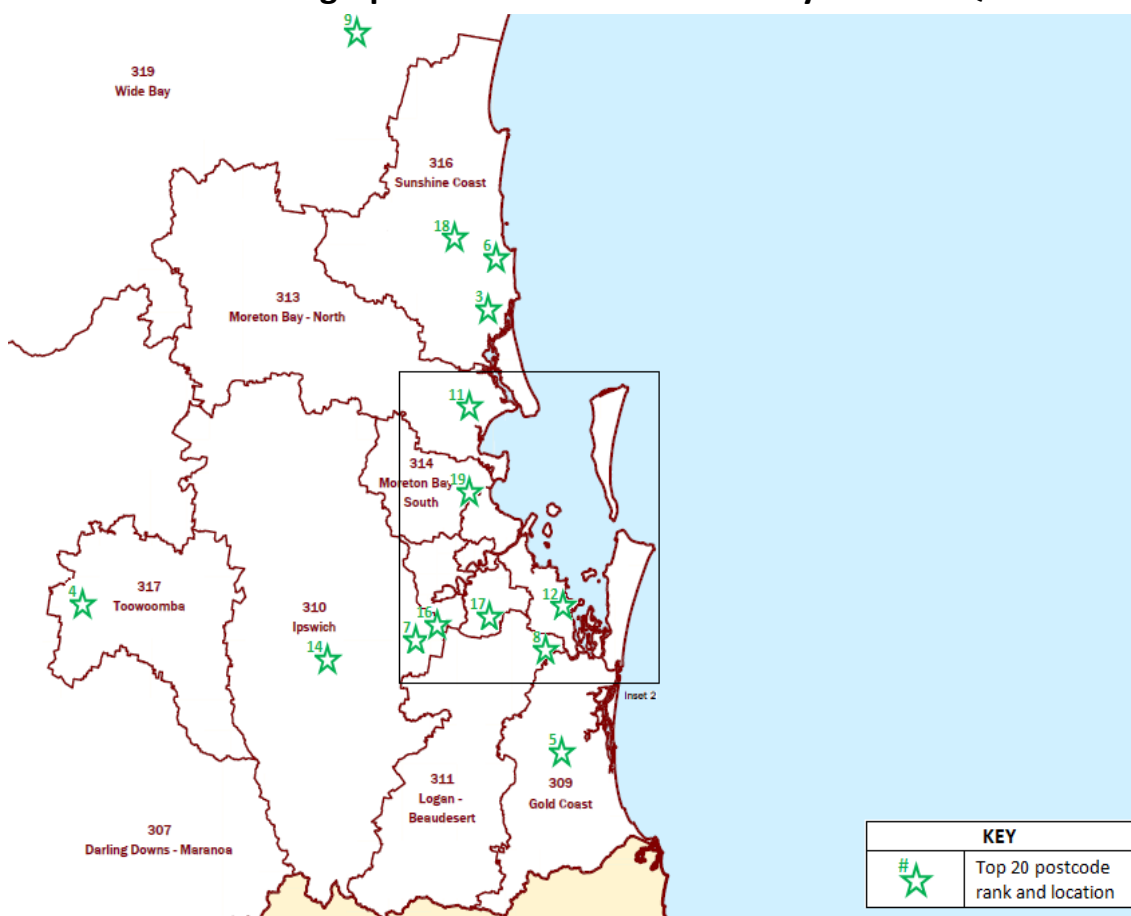 9
319
Wide Bay
316
Sunshine Coast
18
6
3
313
Moreton Bay - North
11
314
Moreton Bay
South
19
4
317
Toowoomba
310
Ipswich
14
16
7
17
12
8
Inset 2
5
309
Gold Coast
311
Logan -
Beaudesert
307
Darling Downs - Maranoa
KEY
#
Top 20 postcode
rank and location